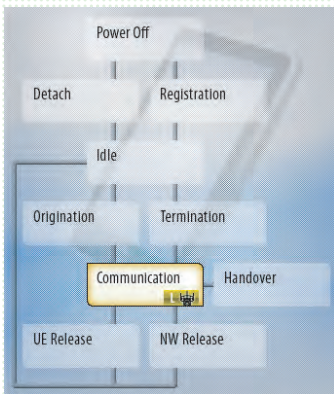 Power Off
Detach
Registration
Idle
Origination
Termination
Communication
Handover
L
UE Release
NW Release